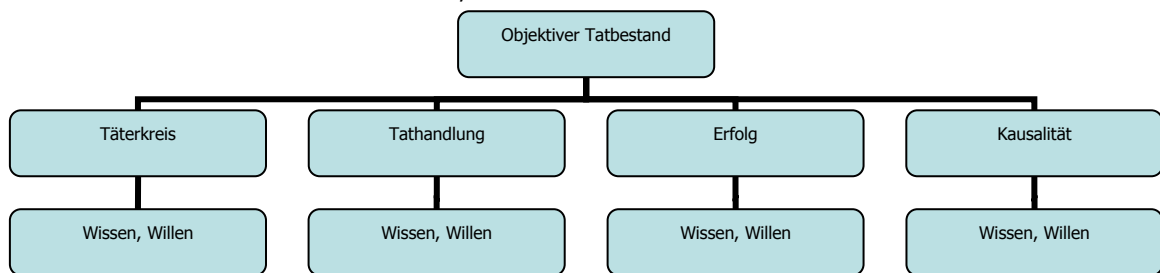 Objektiver Tatbestand
Täterkreis
Tathandlung
Erfolg
Kausalität
Wissen, Willen
Wissen, Willen
Wissen, Willen
Wissen, Willen